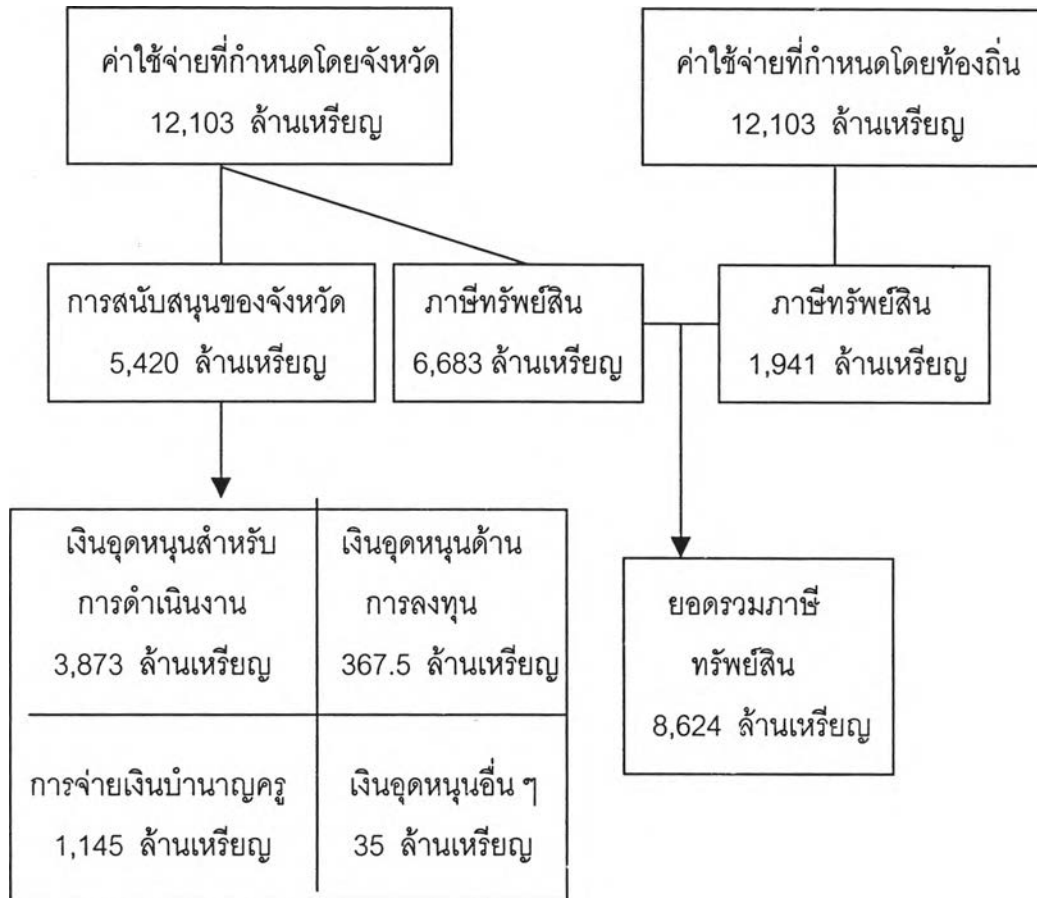 ค่าใช้จ่ายที่กำหนดโดยจังหวัด
12,103 ล้านเหรียญ
ค่าใช้จ่ายที่กำหนดโดยท้องถิ่น
12,103 ล้านเหรียญ
การสนับสนุนของจังหวัด
5,420 ล้านเหรียญ
ภาษีทรัพย์สิน
6,683 ล้านเหรียญ
ภาษีทรัพย์สิน
1,941 ล้านเหรียญ
เงินอุดหนุนสำหรับ
การดำเนินงาน
3,873 ล้านเหรียญ
เงินอุดหนุนด้าน
การลงทุน
367.5 ล้านเหรียญ
ยอดรวมภาษี
ทรัพย์สิน
8,624 ล้านเหรียญ
การจ่ายเงินบำนาญครู
1,145 ล้านเหรียญ
เงินอุดหนุนอื่น ๆ
35 ล้านเหรียญ